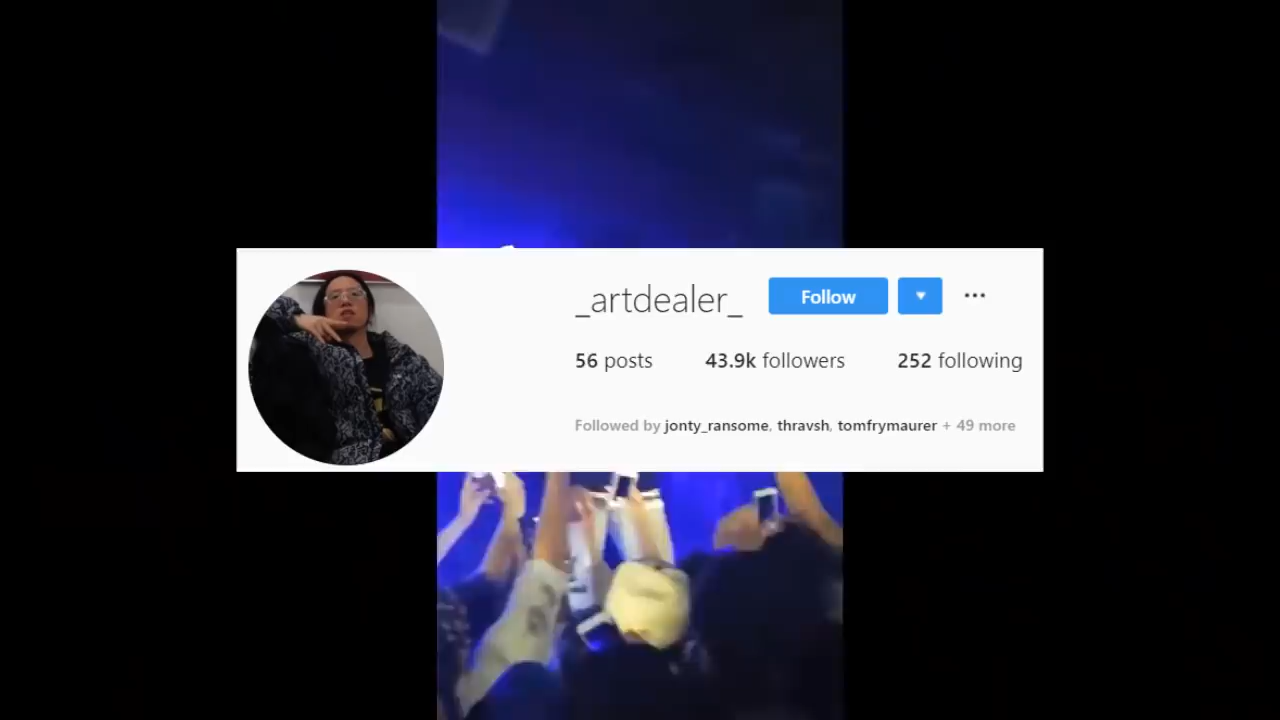 _artdealer_ Follow ...
56 posts 43.9k followers 252 following
Followed by jonty_ransome, thravsh, tomfrymaurer + 49 more